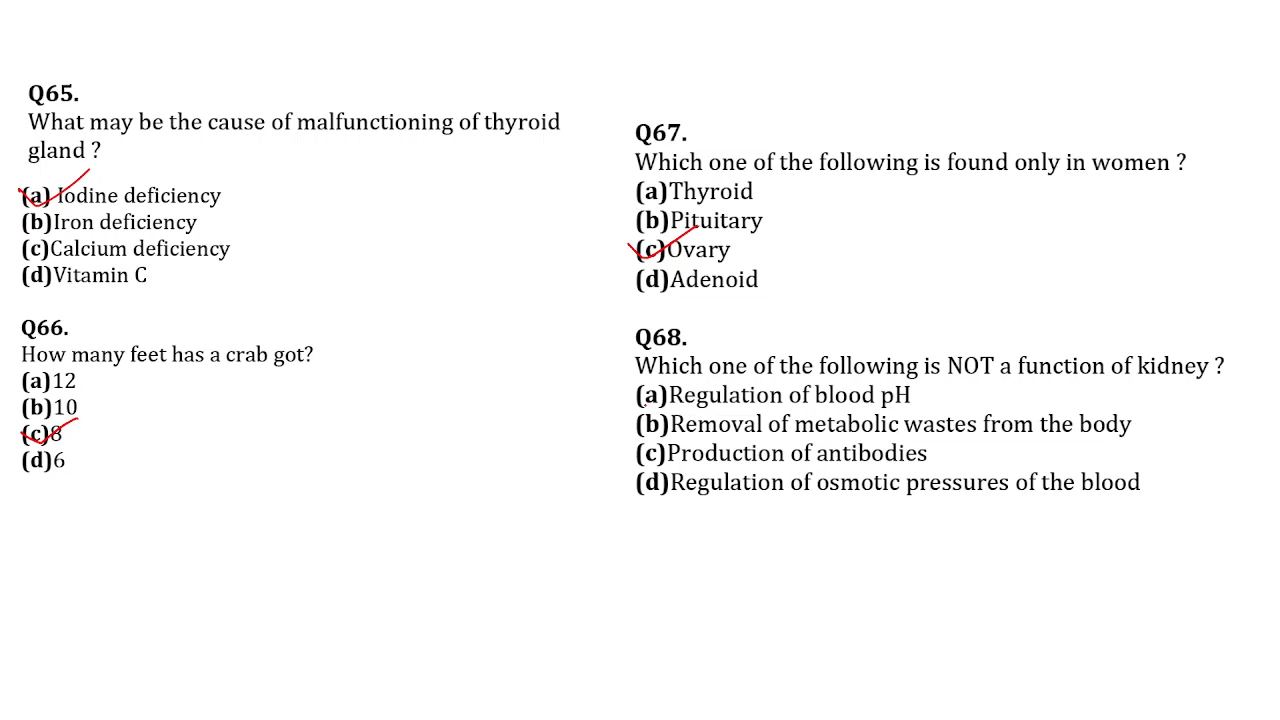 Q65.
What may be the cause of malfunctioning of thyroid
gland ?
(a) Iodine deficiency
(b)Iron deficiency
(c)Calcium deficiency
(d)Vitamin C
Q66.
How many feet has a crab got?
(a)12
(b)10
(c)8
(d)6
Q67.
Which one of the following is found only in women ?
(a)Thyroid
(b)Pituitary
(c)Ovary
(d)Adenoid
Q68.
Which one of the following is NOT a function of kidney ?
(a)Regulation of blood pH
(b)Removal of metabolic wastes from the body
(c)Production of antibodies
(d)Regulation of osmotic pressures of the blood